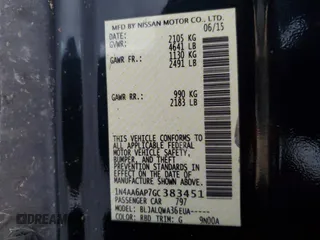 MFD BY NISSAN MOTOR CO., LTD.
DATE: 06/15
GVWR: 2105 KG
4641 LB
GAWR FR.: 1130 KG
2491 LB
GAWR RR.: 990 KG
2183 LB
THIS VEHICLE CONFORMS
TO ALL APPLICABLE FEDERAL
MOTOR VEHICLE SAFETY,
BUMPER, AND THEFT
PREVENTION STANDARDS IN
EFFECT ON THE DATE OF
MANUFACTURE SHOWN ABOVE.
1N4AA6AP7GC383451
PASSENGER CAR 797
MODEL: BLJALQWA36EUA-----
COLOR: RBD TRIM: G 9N00A
DREAM